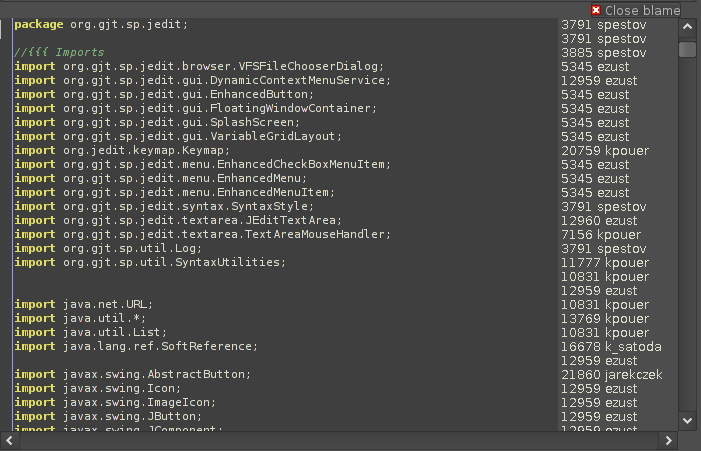 Close blame
package org.gjt.sp.jedit; 3791 spestov
3791 spestov
//{{{ Imports 3885 spestov
import org.gjt.sp.jedit.browser.VFSFileChooserDialog; 5345 ezust
import org.gjt.sp.jedit.gui.DynamicContextMenuService; 12959 ezust
import org.gjt.sp.jedit.gui.EnhancedButton; 5345 ezust
import org.gjt.sp.jedit.gui.FloatingWindowContainer; 5345 ezust
import org.gjt.sp.jedit.gui.SplashScreen; 5345 ezust
import org.gjt.sp.jedit.gui.VariableGridLayout; 5345 ezust
import org.jedit.keymap.Keymap; 20759 kpouer
import org.gjt.sp.jedit.menu.EnhancedCheckBoxMenuItem; 5345 ezust
import org.gjt.sp.jedit.menu.EnhancedMenu; 5345 ezust
import org.gjt.sp.jedit.menu.EnhancedMenuItem; 5345 ezust
import org.gjt.sp.jedit.syntax.SyntaxStyle; 3791 spestov
import org.gjt.sp.jedit.textarea.JEditTextArea; 12960 ezust
import org.gjt.sp.jedit.textarea.TextAreaMouseHandler; 7156 kpouer
import org.gjt.sp.util.Log; 3791 spestov
import org.gjt.sp.util.SyntaxUtilities; 11777 kpouer
10831 kpouer
12959 ezust
import java.net.URL; 10831 kpouer
import java.util.*; 13769 kpouer
import java.util.List; 10831 kpouer
import java.lang.ref.SoftReference; 16678 k_satoda
12959 ezust
import javax.swing.AbstractButton; 21860 jarekczek
import javax.swing.Icon; 12959 ezust
import javax.swing.ImageIcon; 12959 ezust
import javax.swing.JButton; 12959 ezust
import javax.swing.JComponent; 12959 ezust